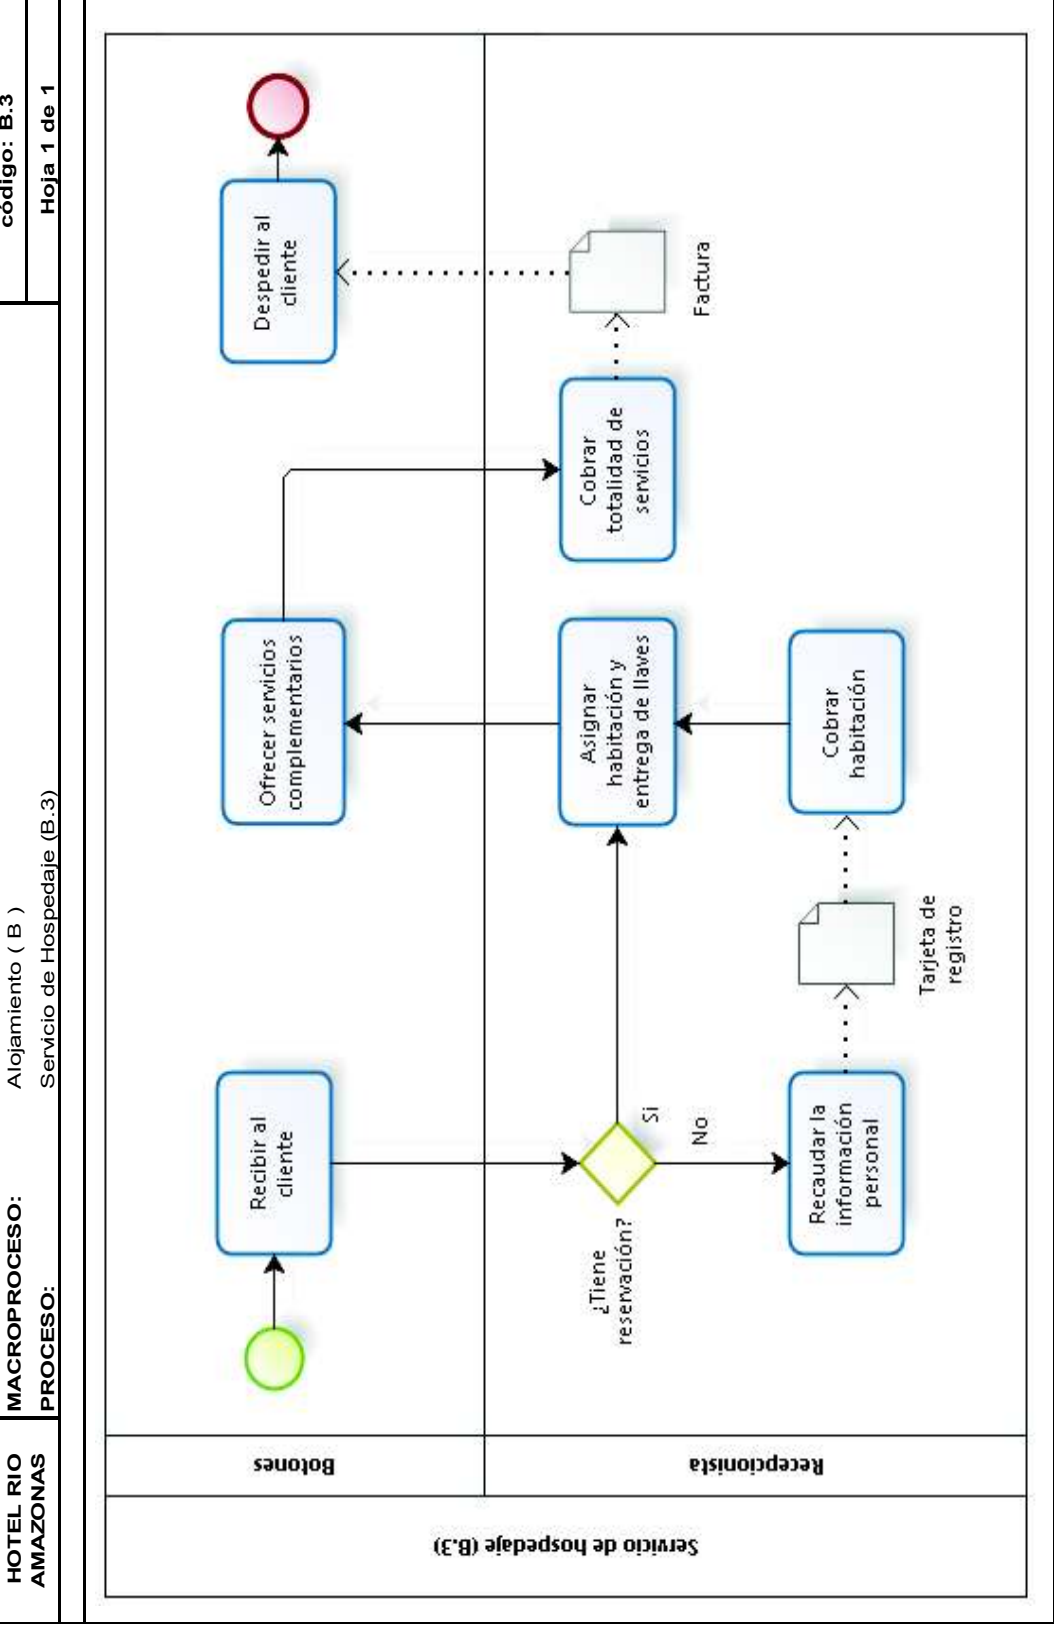 HOTEL RIO
AMAZONAS
MACROPROCESO:
Alojamiento ( B )
código: B.3
PROCESO:
Servicio de Hospedaje (B.3)
Hoja 1 de 1
Servicio de hospedaje (B.3)
Botones
Recibir al
cliente
Ofrecer servicios
complementarios
Despedir al
cliente
Recepcionista
¿Tiene
reservación?
Si
No
Asignar
habitación y
entrega de llaves
Cobrar
totalidad de
servicios
Factura
Recaudar la
información
personal
Tarjeta de
registro
Cobrar
habitación